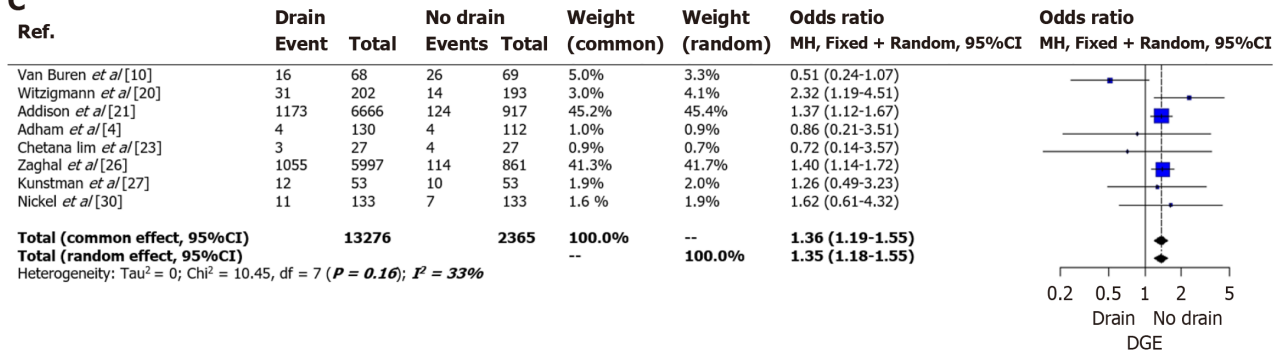 C
Ref. Drain No drain Weight Weight Odds ratio Odds ratio
Event Total Events Total (common) (random) MH, Fixed + Random, 95%CI MH, Fixed + Random, 95%CI
Van Buren et al [10] 16 68 26 69 5.0% 3.3% 0.51 (0.24-1.07)
Witzigmann et al [20] 31 202 14 193 3.0% 4.1% 2.32 (1.19-4.51)
Addison et al [21] 1173 6666 124 917 45.2% 45.4% 1.37 (1.12-1.67)
Adham et al [4] 4 130 4 112 1.0% 0.9% 0.86 (0.21-3.51)
Chetana lim et al [23] 3 27 4 27 0.9% 0.7% 0.72 (0.14-3.57)
Zaghal et al [26] 1055 5997 114 861 41.3% 41.7% 1.40 (1.14-1.72)
Kunstman et al [27] 12 53 10 53 1.9% 2.0% 1.26 (0.49-3.23)
Nickel et al [30] 11 133 7 133 1.6 % 1.9% 1.62 (0.61-4.32)
Total (common effect, 95%CI) 13276 2365 100.0% -- 1.36 (1.19-1.55)
Total (random effect, 95%CI) -- 100.0% 1.35 (1.18-1.55)
Heterogeneity: Tau² = 0; Chi² = 10.45, df = 7 (P = 0.16); I² = 33%
0.2 0.5 1 2 5
Drain No drain
DGE